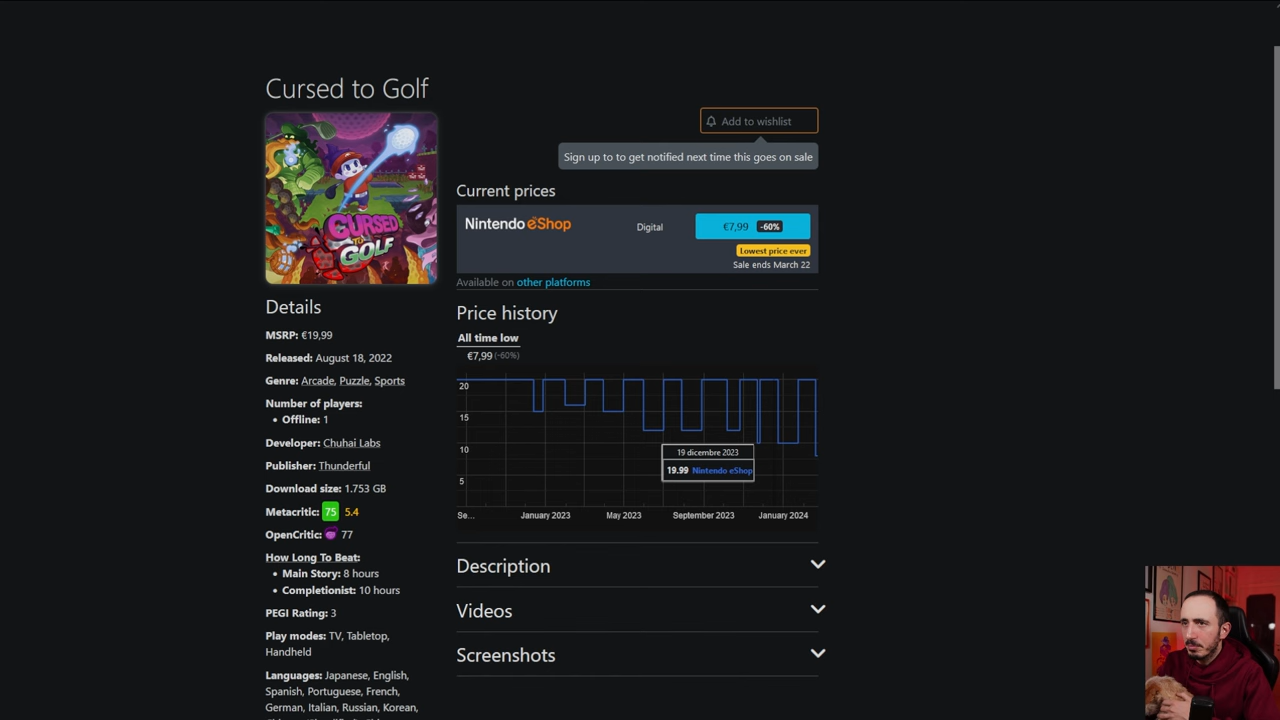 Cursed to Golf
Add to wishlist
Sign up to to get notified next time this goes on sale
CURSED
TO
GOLF
Current prices
Nintendo eShop
Digital
€7,99 -60%
Lowest price ever
Sale ends March 22
Available on other platforms
Details
MSRP: €19,99
Released: August 18, 2022
Genre: Arcade, Puzzle, Sports
Number of players:
• Offline: 1
Developer: Chuhai Labs
Publisher: Thunderful
Download size: 1.753 GB
Metacritic: 75 5.4
OpenCritic: 77
How Long To Beat:
• Main Story: 8 hours
• Completionist: 10 hours
PEGI Rating: 3
Play modes: TV, Tabletop,
Handheld
Languages: Japanese, English,
Spanish, Portuguese, French,
German, Italian, Russian, Korean,
Price history
All time low
€7,99 (-60%)
20
15
10
5
19 dicembre 2023
19.99 Nintendo eShop
Se...
January 2023
May 2023
September 2023
January 2024
Description
Videos
Screenshots